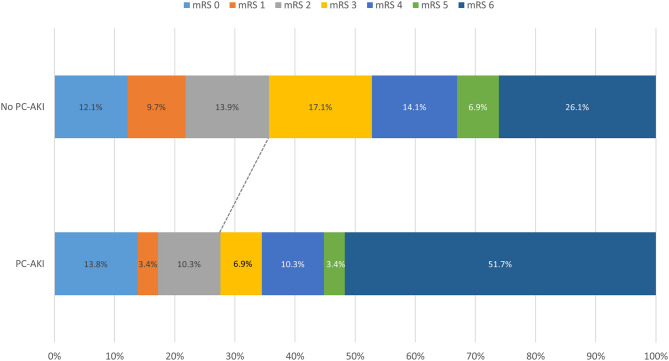 mRS 0 mRS 1 mRS 2 mRS 3 mRS 4 mRS 5 mRS 6
No PC-AKI 12.1% 9.7% 13.9% 17.1% 14.1% 6.9% 26.1%
PC-AKI 13.8% 3.4% 10.3% 6.9% 10.3% 3.4% 51.7%
0% 10% 20% 30% 40% 50% 60% 70% 80% 90% 100%